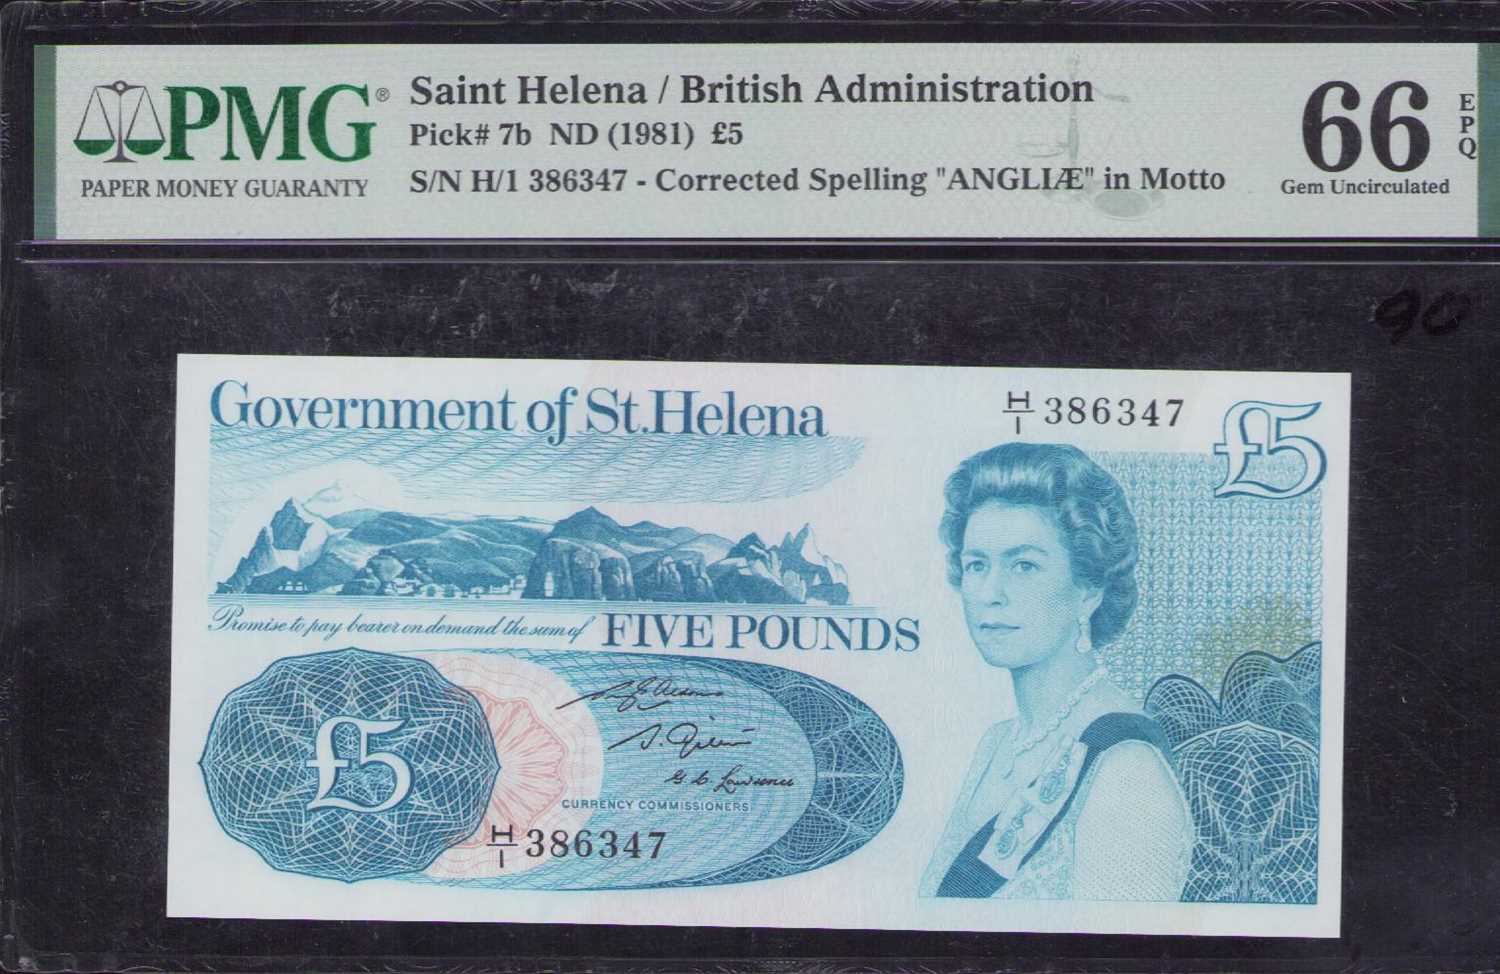 PMG®
PAPER MONEY GUARANTY
Saint Helena / British Administration
Pick# 7b ND (1981) £5
S/N H/1 386347 - Corrected Spelling "ANGLIÆ" in Motto
66 EPQ
Gem Uncirculated
90
Government of St.Helena
H/1 386347
£5
Promise to pay bearer on demand the sum of FIVE POUNDS
£5
G. C. Lawrence
CURRENCY COMMISSIONERS
H/1 386347